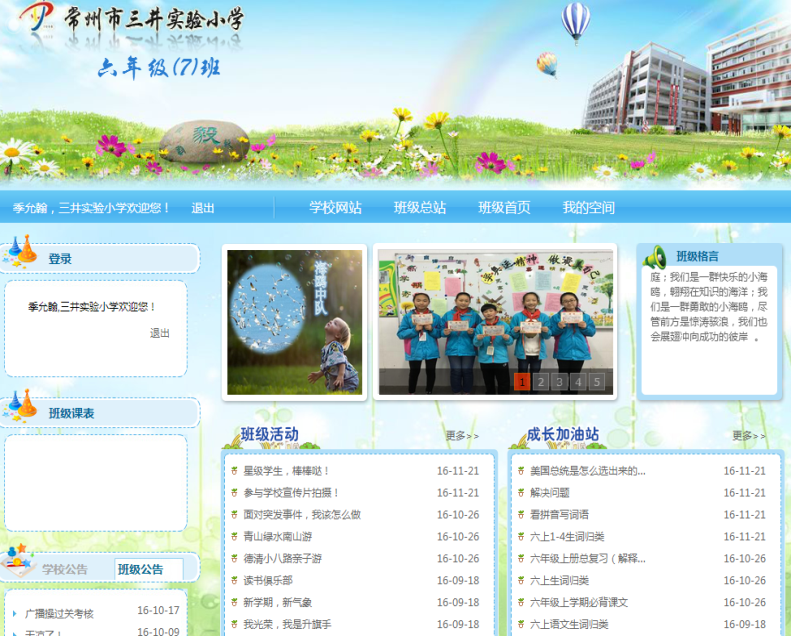 常州市三井实验小学
六年级(7)班
毅
季允翰，三井实验小学欢迎您！ 退出 学校网站 班级总站 班级首页 我的空间
登录
季允翰,三井实验小学欢迎您！
退出
班级课表
学校公告 班级公告
广播操过关考核 16-10-17
16-10-09
海鸥中队
1 2 3 4 5
班级格言
庭；我们是一群快乐的小海
鸥，翱翔在知识的海洋；我
们是一群勇敢的小海鸥，尽
管前方是惊涛骇浪，我们也
会展翅冲向成功的彼岸 。
班级活动 更多>>
星级学生，棒棒哒！ 16-11-21
参与学校宣传片拍摄！ 16-11-21
面对突发事件，我该怎么做 16-10-26
青山绿水南山游 16-10-26
德清小八路亲子游 16-10-26
读书俱乐部 16-09-18
新学期，新气象 16-09-18
我光荣，我是升旗手 16-09-18
成长加油站 更多>>
美国总统是怎么选出来的... 16-11-21
解决问题 16-11-21
看拼音写词语 16-11-21
六上1-4生词归类 16-11-21
六年级上册总复习（解释... 16-10-26
六上生词归类 16-10-26
六年级上学期必背课文 16-10-26
六上语文生词归类 16-09-18